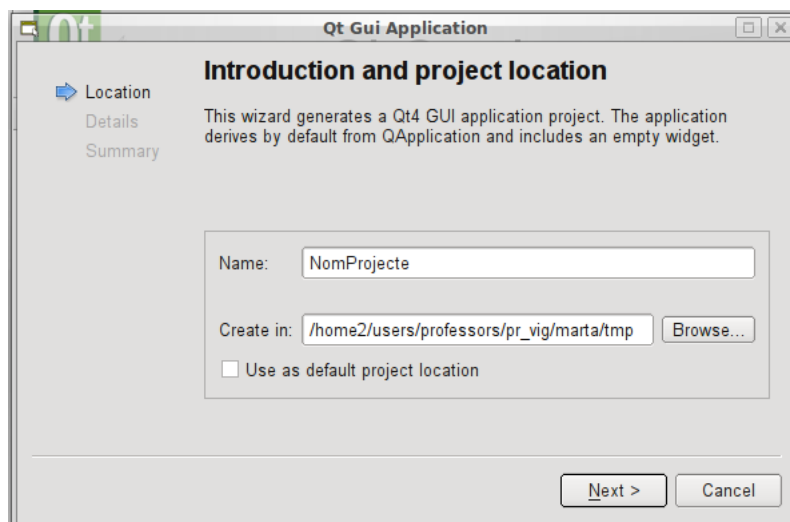 Qt Gui Application
Qt
Introduction and project location
Location
Details
Summary
This wizard generates a Qt4 GUI application project. The application
derives by default from QApplication and includes an empty widget.
Name: NomProjecte
Create in: /home2/users/professors/pr_vig/marta/tmp Browse...
Use as default project location
Next > Cancel